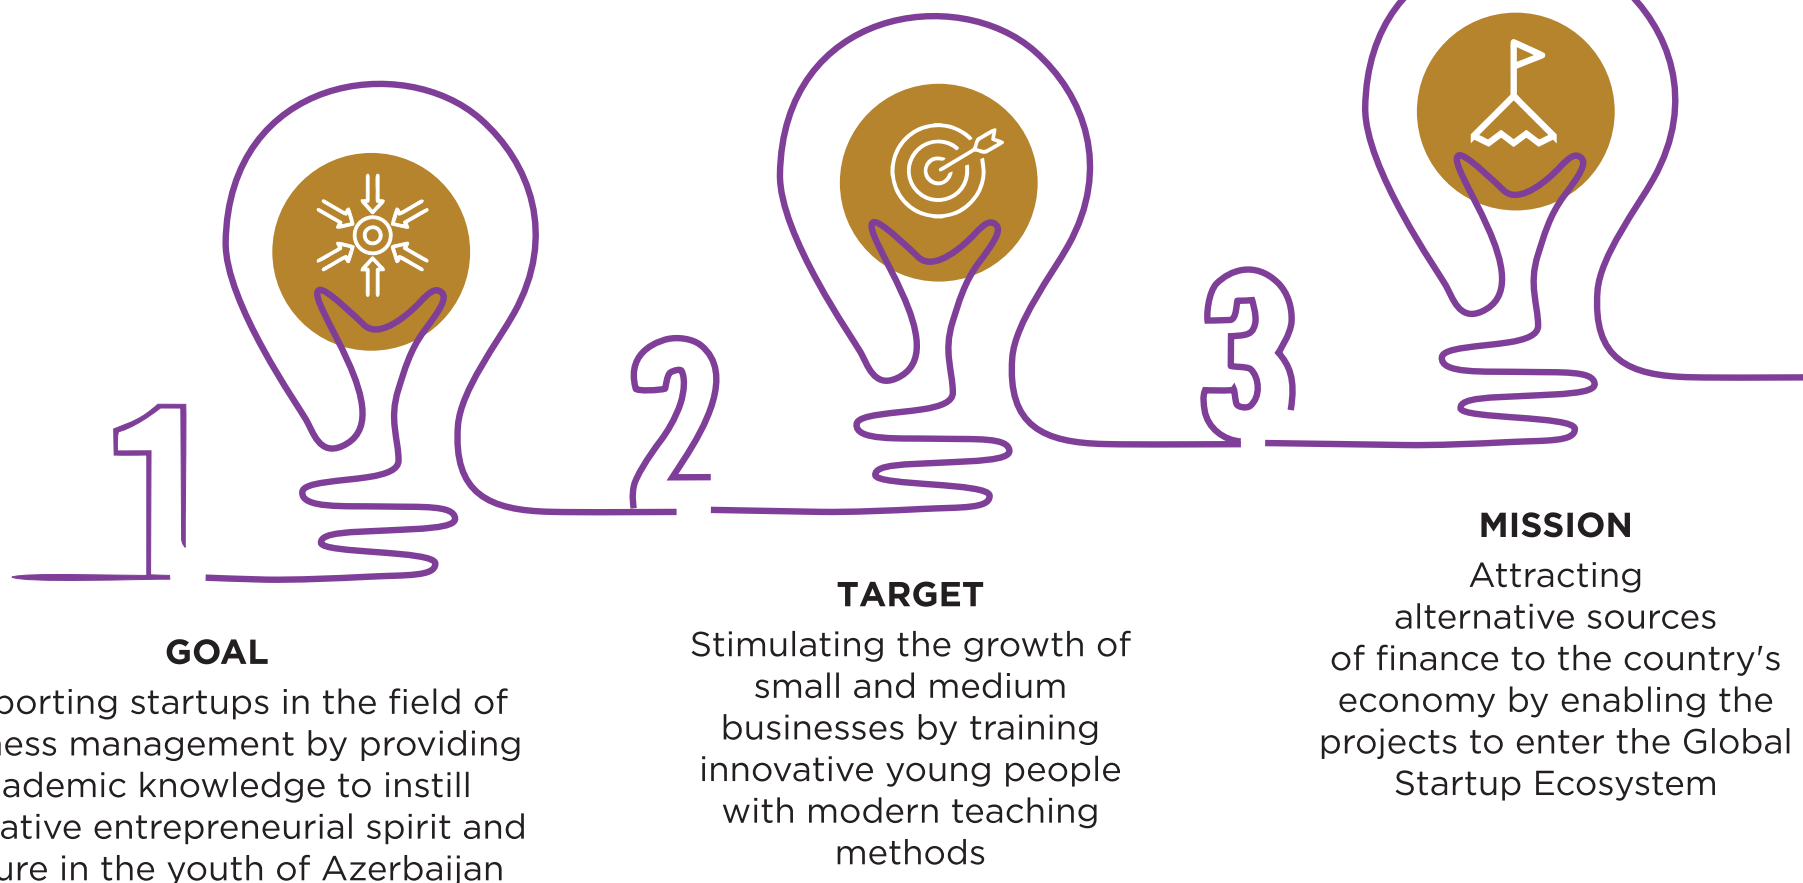 1
2
3
GOAL
porting startups in the field of
ness management by providing
ademic knowledge to instill
ative entrepreneurial spirit and
ure in the youth of Azerbaijan
TARGET
Stimulating the growth of
small and medium
businesses by training
innovative young people
with modern teaching
methods
MISSION
Attracting
alternative sources
of finance to the country's
economy by enabling the
projects to enter the Global
Startup Ecosystem